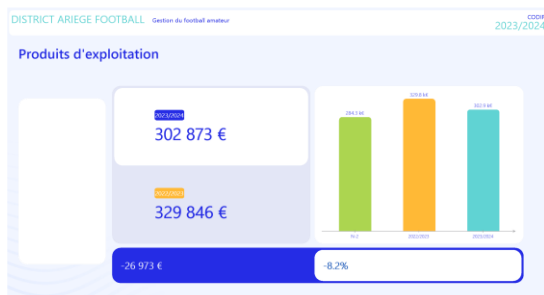 DISTRICT ARIEGE FOOTBALL Gestion du football amateur
CODIR
2023/2024
Produits d'exploitation
2023/2024
302 873 €
2022/2023
329 846 €
-26 973 €
-8.2%
294.3 k€
329.8 k€
302.9 k€
N-2
2022/2023
2023/2024